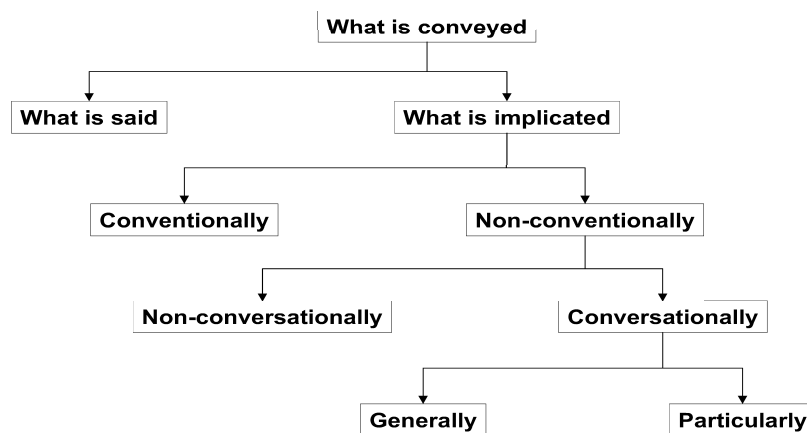 What is conveyed
What is said
What is implicated
Conventionally
Non-conventionally
Non-conversationally
Conversationally
Generally
Particularly